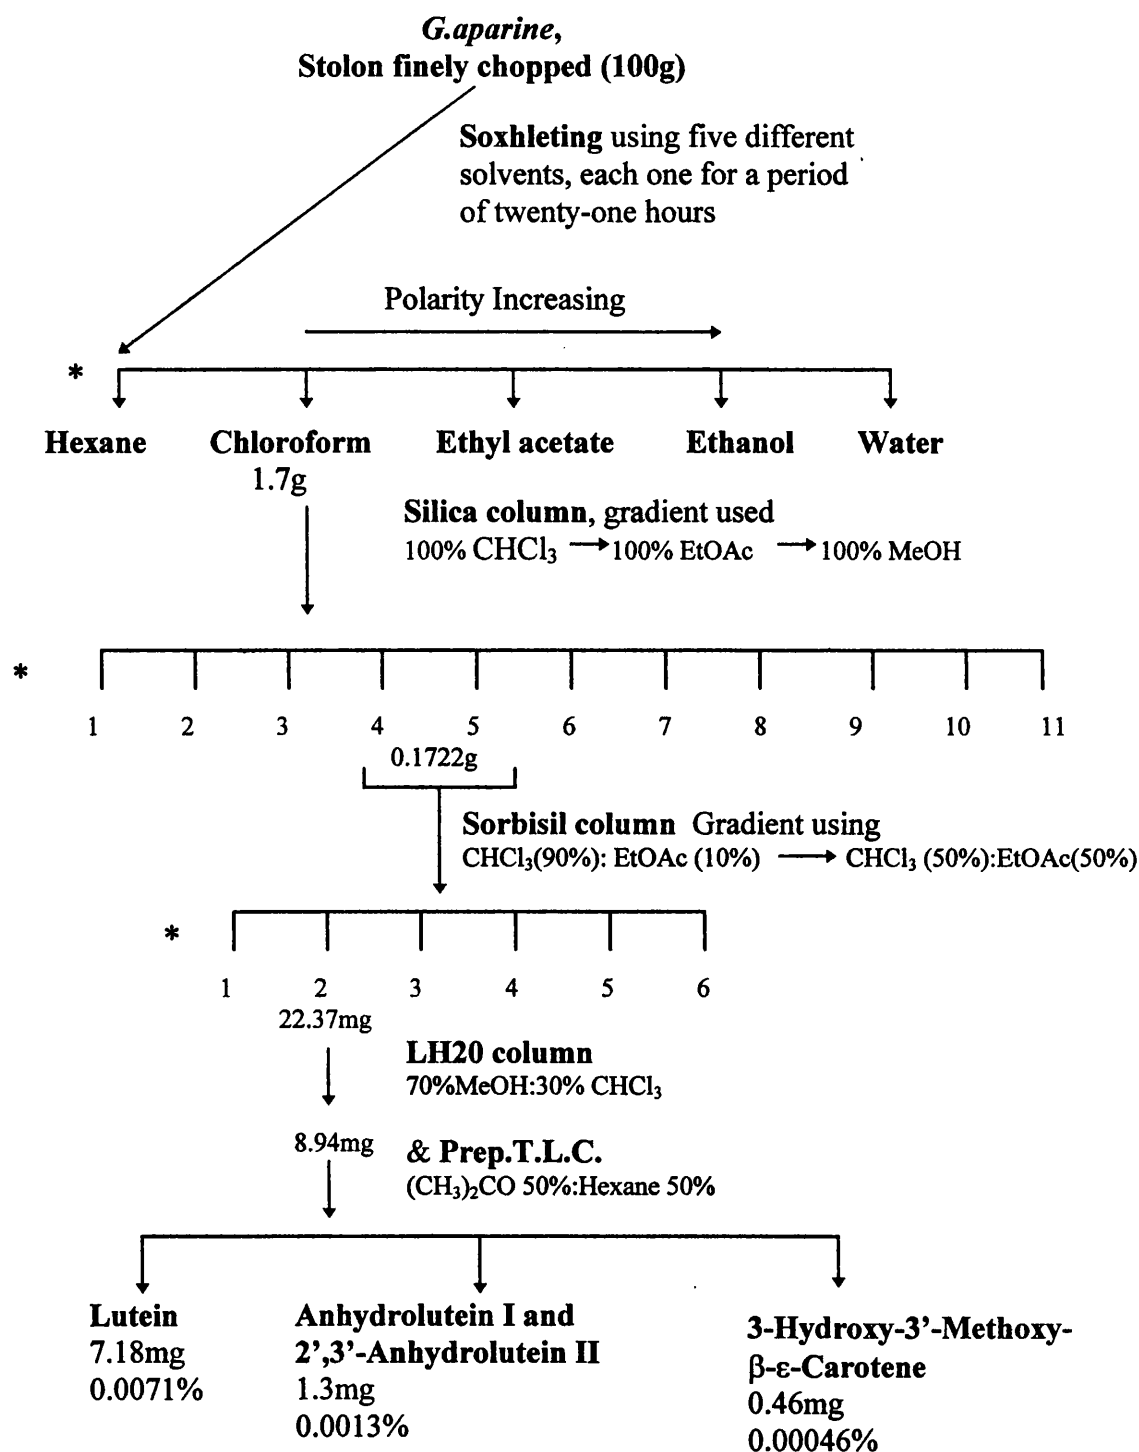 G.aparine,
Stolon finely chopped (100g)
Soxhleting using five different
solvents, each one for a period
of twenty-one hours
Polarity Increasing
*
Hexane Chloroform Ethyl acetate Ethanol Water
1.7g
Silica column, gradient used
100% CHCl₃ → 100% EtOAc → 100% MeOH
*
1 2 3 4 5 6 7 8 9 10 11
0.1722g
Sorbisil column Gradient using
CHCl₃(90%): EtOAc (10%) → CHCl₃ (50%):EtOAc(50%)
*
1 2 3 4 5 6
22.37mg
LH20 column
70%MeOH:30% CHCl₃
8.94mg & Prep.T.L.C.
(CH₃)₂CO 50%:Hexane 50%
Lutein
7.18mg
0.0071%
Anhydrolutein I and
2',3'-Anhydrolutein II
1.3mg
0.0013%
3-Hydroxy-3'-Methoxy-
β-ε-Carotene
0.46mg
0.00046%